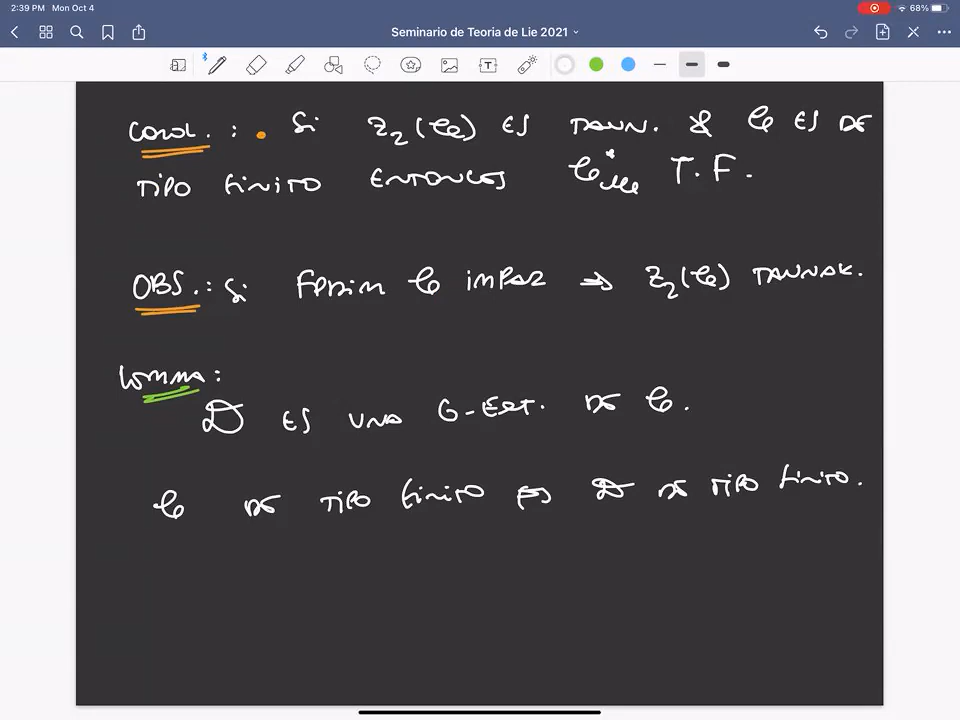 2:39 PM Mon Oct 4
68%
Seminario de Teoria de Lie 2021
Corol.: • Si Z₂(𝒞) ES TANN. & 𝒞 ES DE
TIPO FINITO ENTONCES 𝒞*ₘ T.F.
OBS.: Si FPdim 𝒞 IMPAR ⇒ Z₂(𝒞) TANNAK.
Lemma:
𝒟 ES UNA G-EXT. DE 𝒞.
𝒞 DE TIPO FINITO ⇔ 𝒟 DE TIPO FINITO.